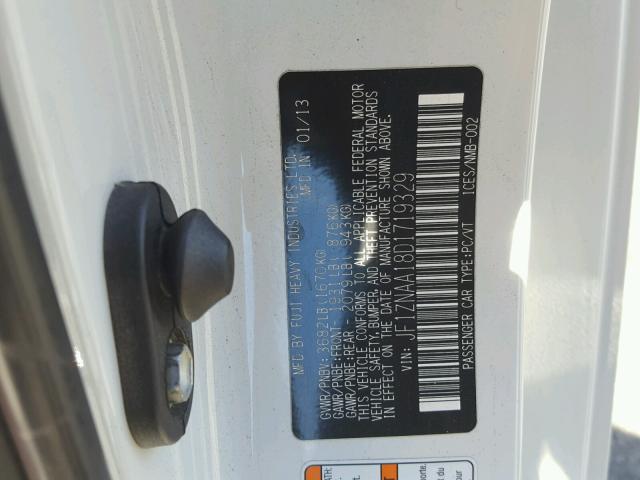 MFD BY FUJI HEAVY INDUSTRIES LTD.
MFD IN 01/13
GVWR/PNBV: 3682LB(1670KG)
GAWR/PNBE:FRONT- 1931LB( 876KG)
GAWR/PNBE:REAR - 2079LB( 943KG)
THIS VEHICLE CONFORMS TO ALL APPLICABLE FEDERAL MOTOR
VEHICLE SAFETY,BUMPER,AND THEFT PREVENTION STANDARDS
IN EFFECT ON THE DATE OF MANUFACTURE SHOWN ABOVE.
VIN: JF1ZNAA18D1719329
PASSENGER CAR TYPE:PC/VT ICES/NMB-002